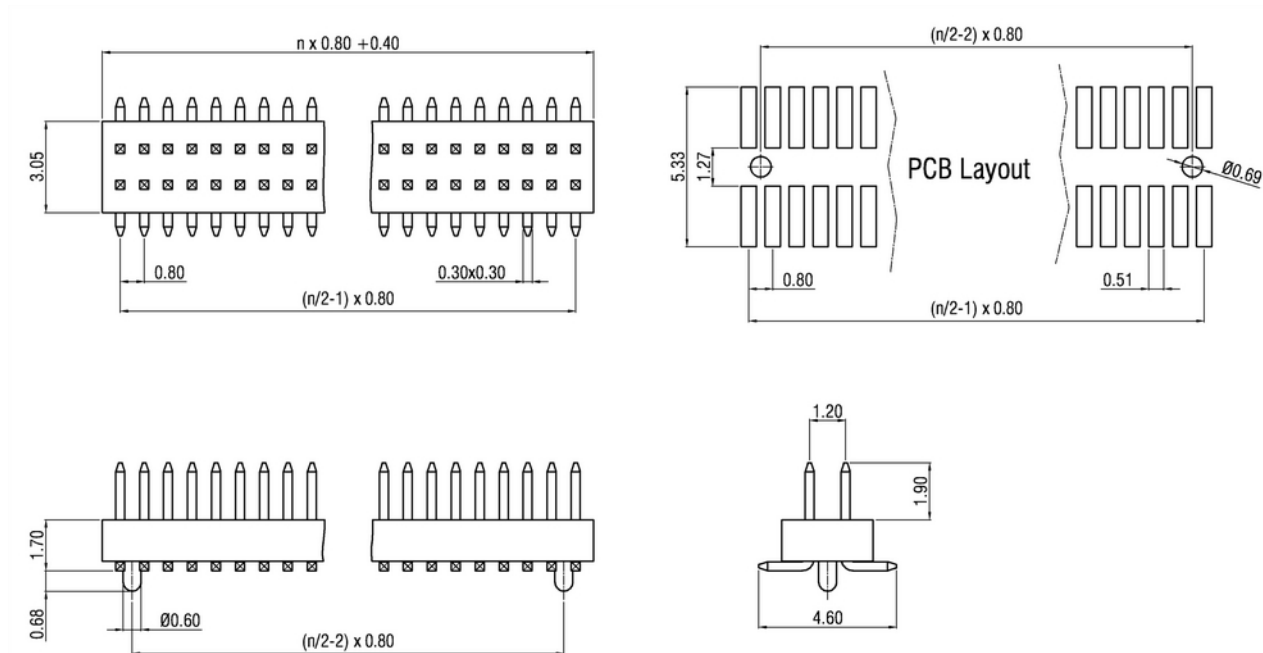 n x 0.80 +0.40
3.05
0.80
0.30x0.30
(n/2-1) x 0.80
(n/2-2) x 0.80
5.33
1.27
PCB Layout
Ø0.69
0.80
0.51
(n/2-1) x 0.80
1.70
0.68
Ø0.60
(n/2-2) x 0.80
1.20
1.90
4.60